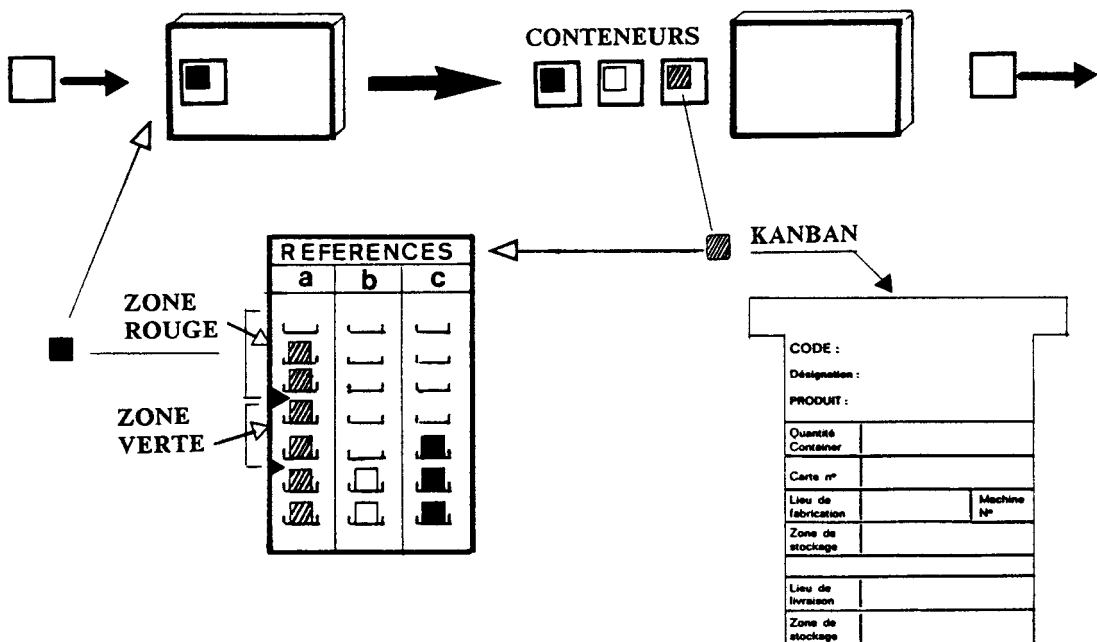 CONTENEURS
KANBAN
REFERENCES
a b c
ZONE
ROUGE
ZONE
VERTE
CODE :
Désignation :
PRODUIT :
Quantité
Container
Carte n°
Lieu de
fabrication
Machine
N°
Zone de
stockage
Lieu de
livraison
Zone de
stockage